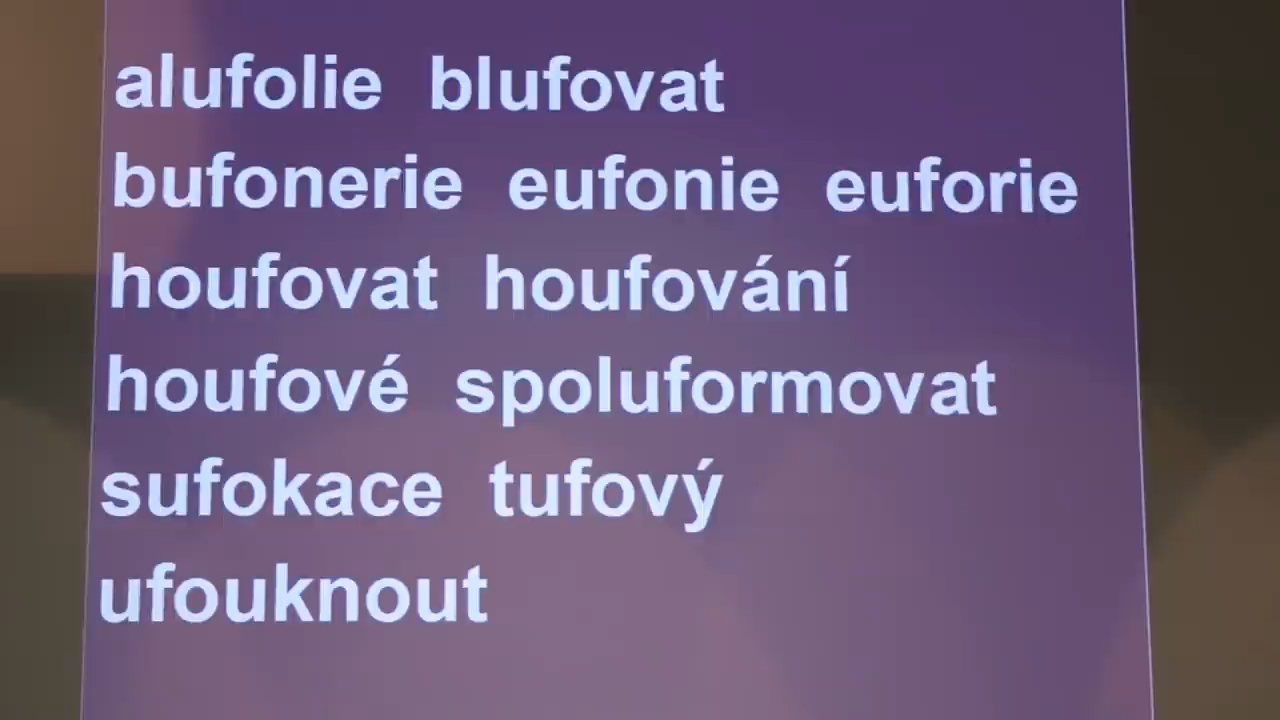 alufolie blufovat
bufonerie eufonie euforie
houfovat houfování
houfové spoluformovat
sufokace tufový
ufouknout